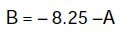 B = – 8.25 –A